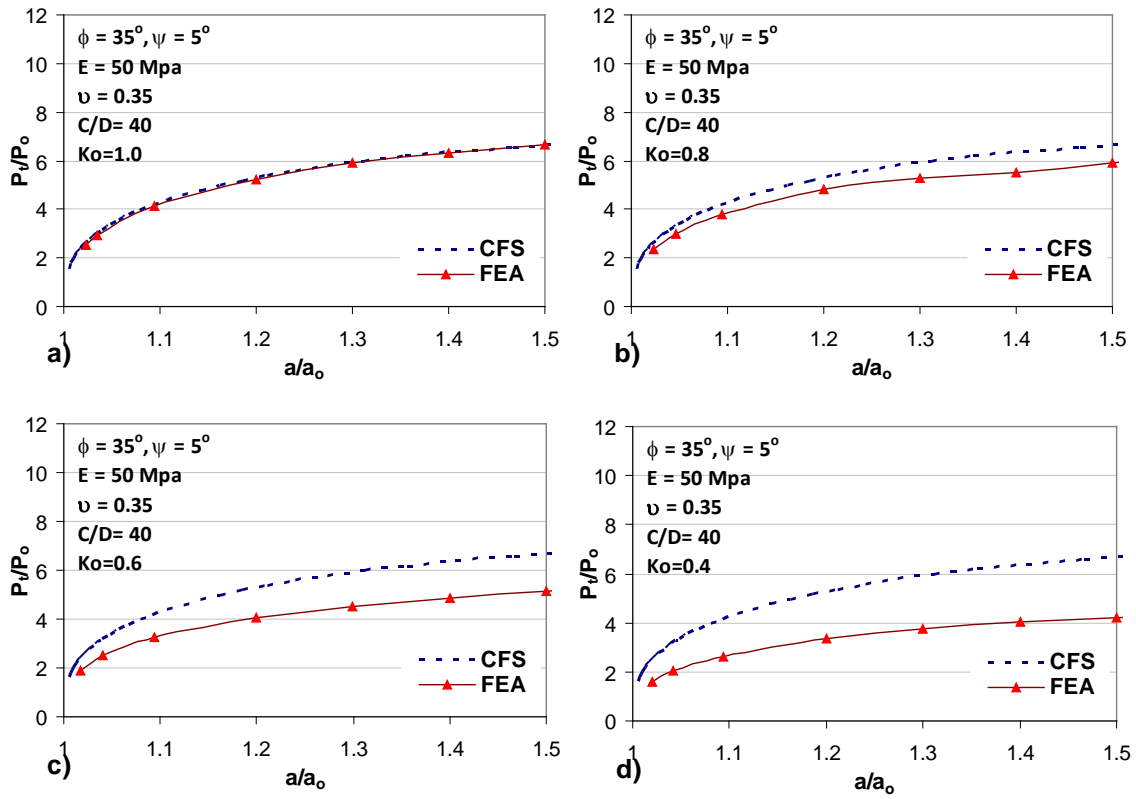 12
10
8
6
4
2
0
Pt/Po
ϕ = 35°, ψ = 5°
E = 50 Mpa
υ = 0.35
C/D= 40
Ko=1.0
CFS
FEA
1 1.1 1.2 1.3 1.4 1.5
a)
a/ao
12
10
8
6
4
2
0
Pt/Po
ϕ = 35°, ψ = 5°
E = 50 Mpa
υ = 0.35
C/D= 40
Ko=0.8
CFS
FEA
1 1.1 1.2 1.3 1.4 1.5
b)
a/ao
12
10
8
6
4
2
0
Pt/Po
ϕ = 35°, ψ = 5°
E = 50 Mpa
υ = 0.35
C/D= 40
Ko=0.6
CFS
FEA
1 1.1 1.2 1.3 1.4 1.5
c)
a/ao
12
10
8
6
4
2
0
Pt/Po
ϕ = 35°, ψ = 5°
E = 50 Mpa
υ = 0.35
C/D= 40
Ko=0.4
CFS
FEA
1 1.1 1.2 1.3 1.4 1.5
d)
a/ao